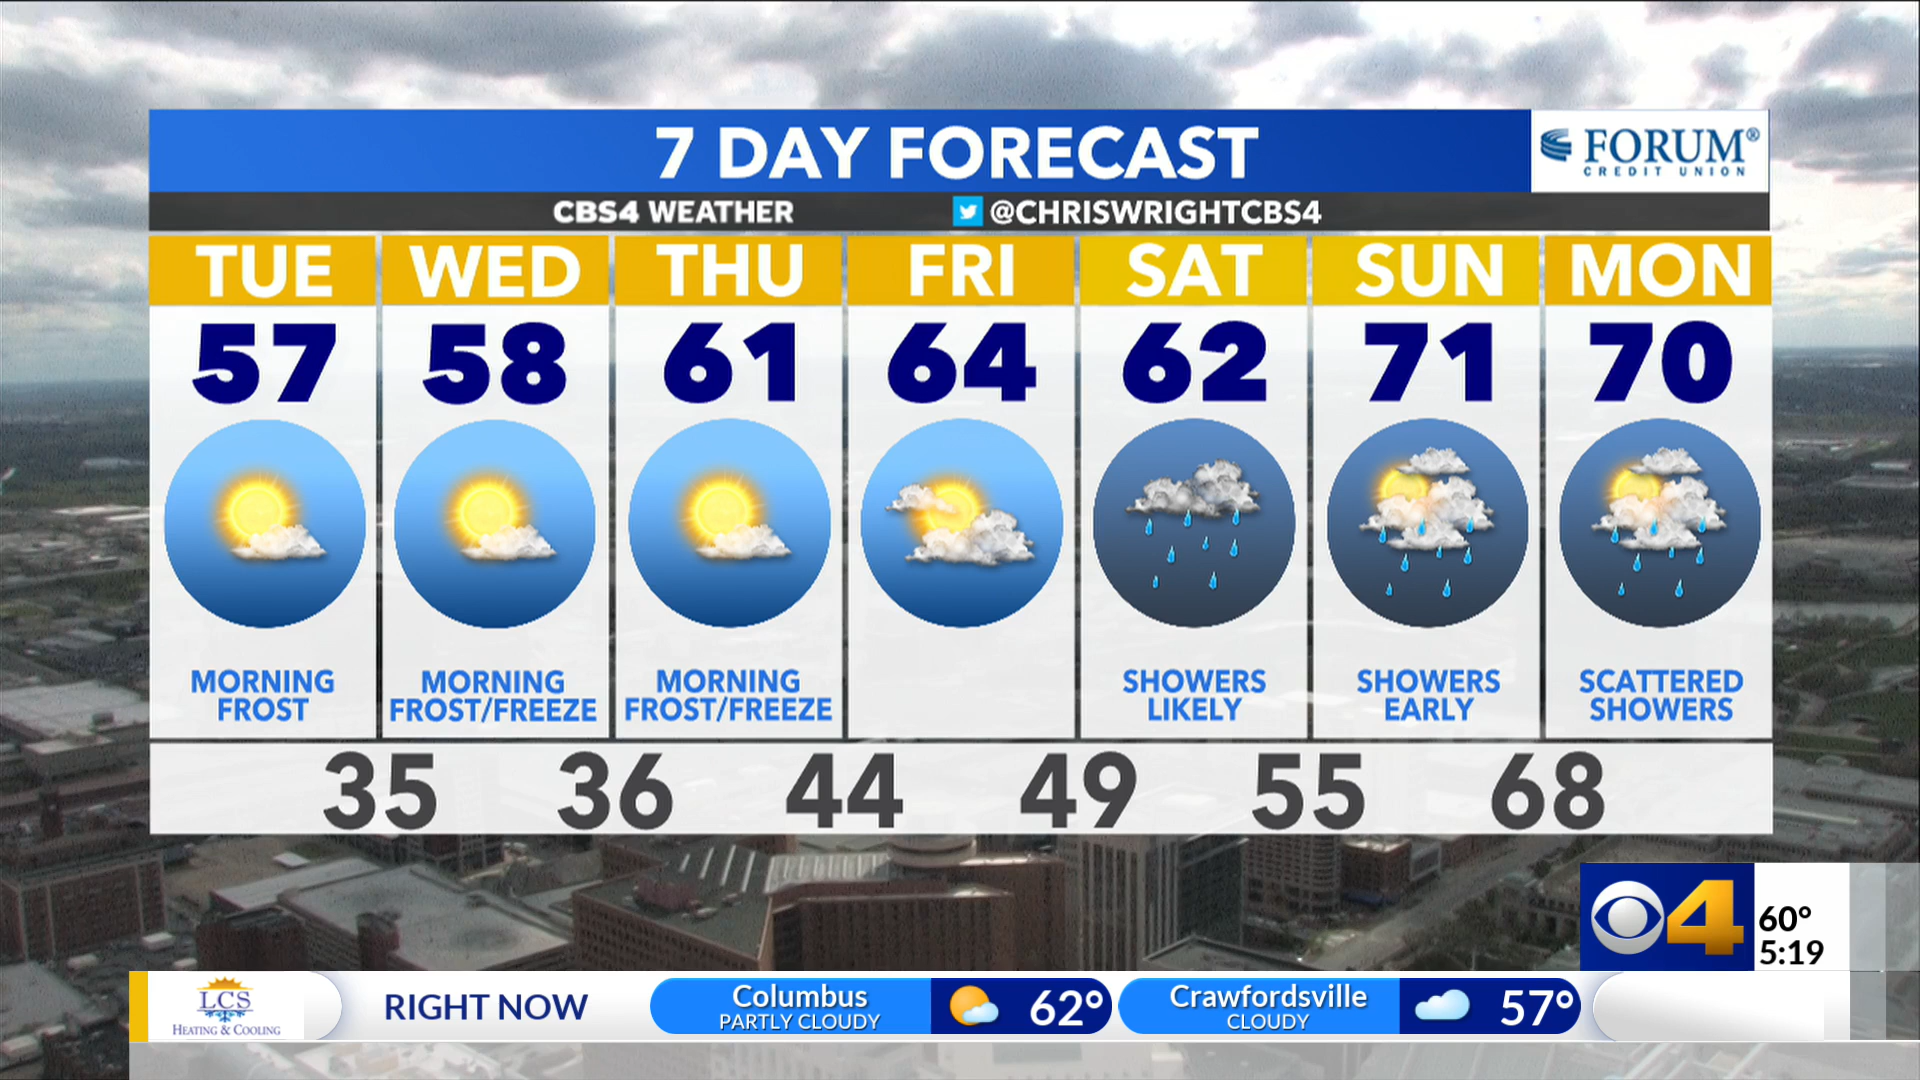 7 DAY FORECAST
FORUM®
CREDIT UNION
CBS4 WEATHER @CHRISWRIGHTCBS4
TUE WED THU FRI SAT SUN MON
57 58 61 64 62 71 70
MORNING FROST
MORNING FROST/FREEZE
MORNING FROST/FREEZE
SHOWERS LIKELY
SHOWERS EARLY
SCATTERED SHOWERS
35 36 44 49 55 68
4
60°
5:19
LCS
HEATING & COOLING
RIGHT NOW
Columbus
PARTLY CLOUDY
62°
Crawfordsville
CLOUDY
57°